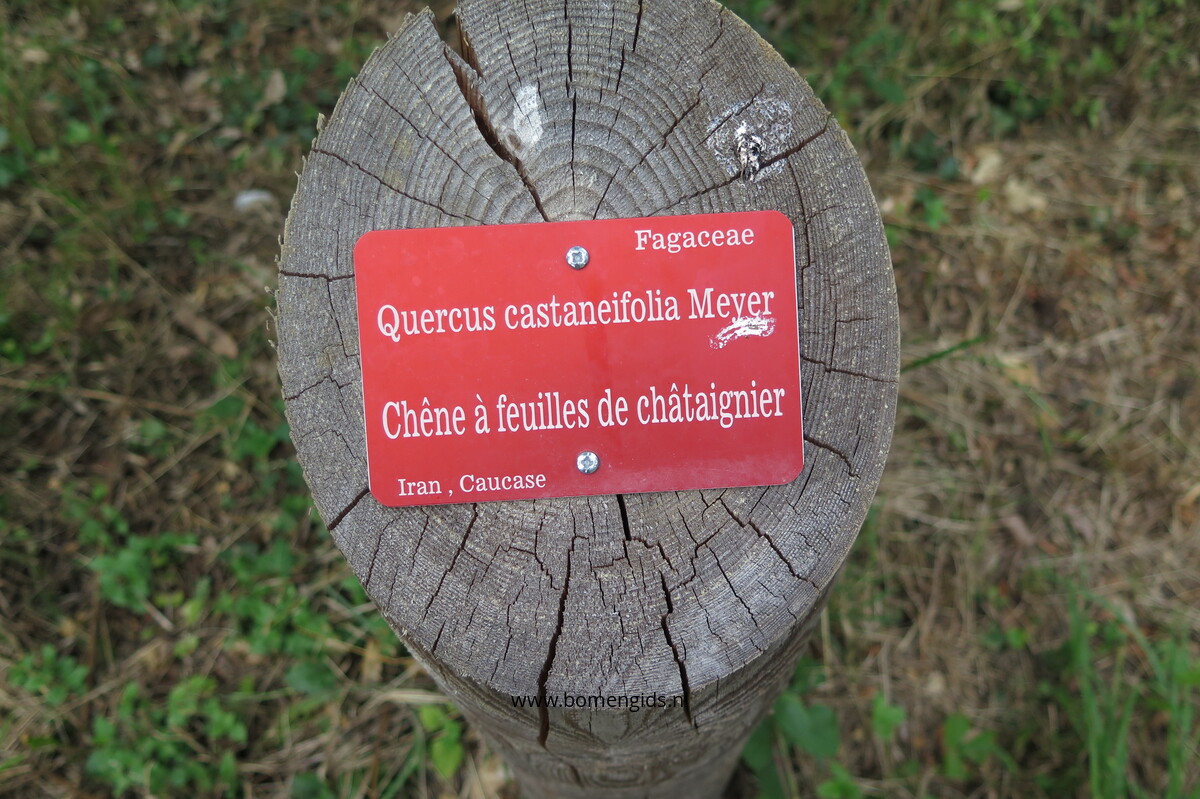 Fagaceae
Quercus castaneifolia Meyer
Chêne à feuilles de châtaignier
Iran , Caucase
www.bomengids.nl